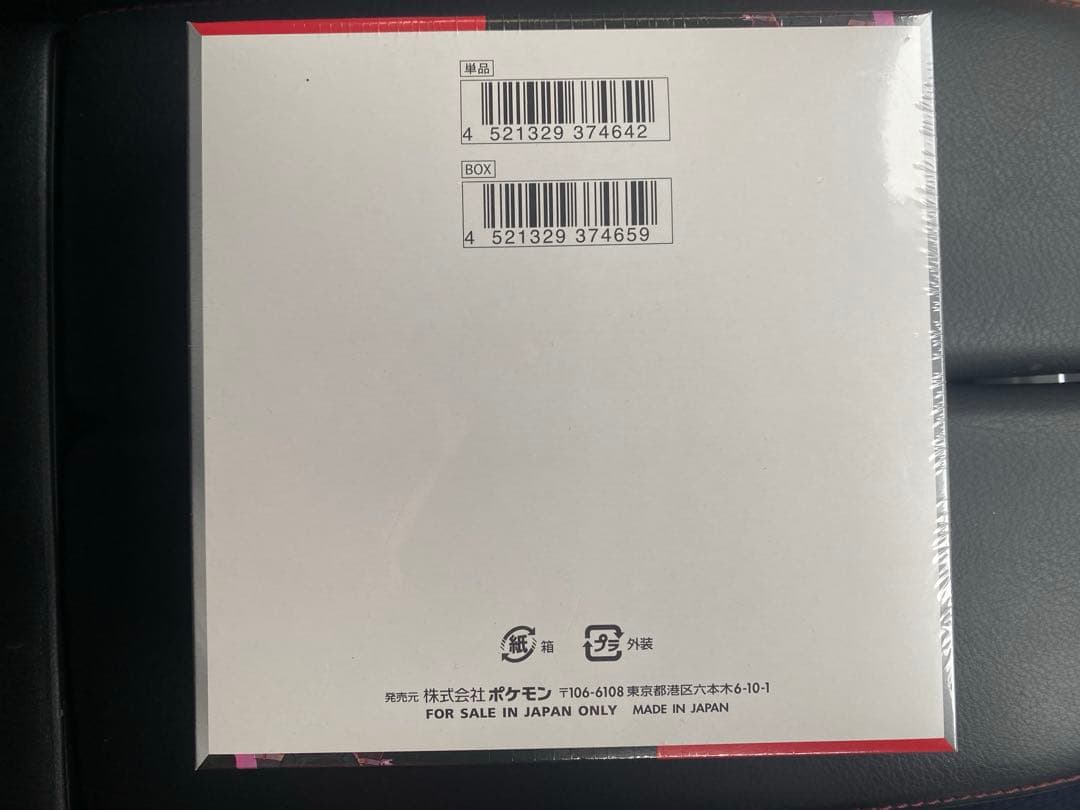 単品
4 521329 374642
BOX
4 521329 374659
紙 箱 プラ 外装
発売元 株式会社 ポケモン 〒106-6108 東京都港区六本木6-10-1
FOR SALE IN JAPAN ONLY MADE IN JAPAN